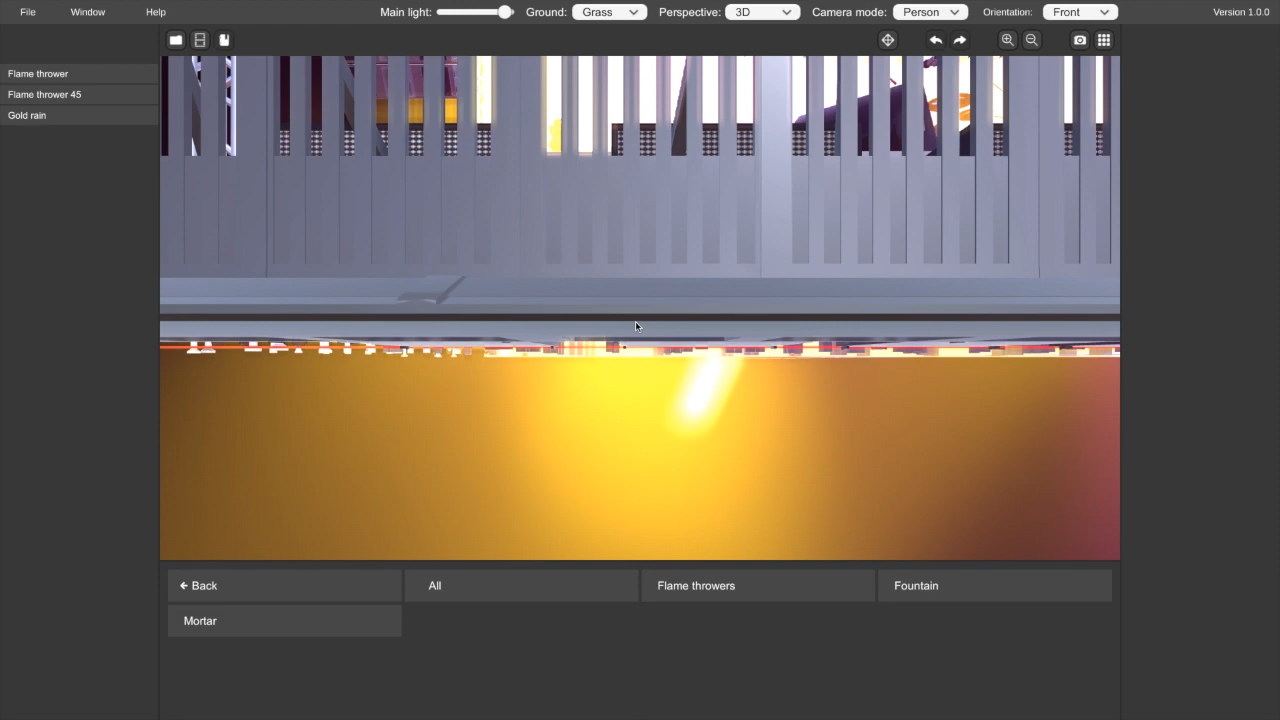 File Window Help Main light: Ground: Grass Perspective: 3D Camera mode: Person Orientation: Front Version 1.0.0
Flame thrower
Flame thrower 45
Gold rain
Back All Flame throwers Fountain
Mortar